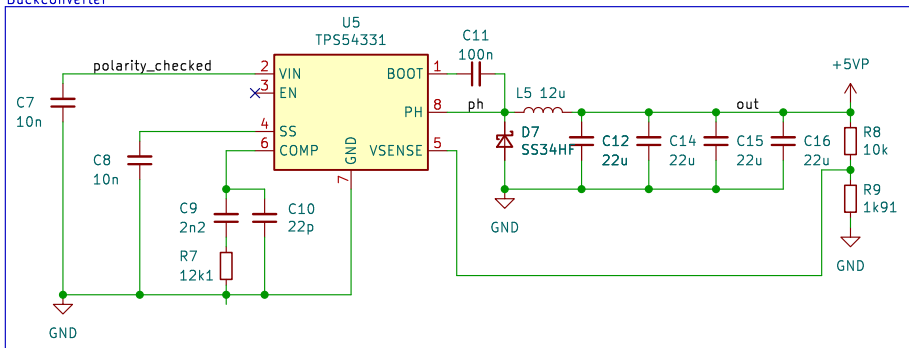 Buckconverter
U5
TPS54331
C11
100n
polarity_checked
2
VIN
BOOT
1
+5VP
3
EN
C7
10n
L5 12u
PH
8
ph
out
4
SS
D7
SS34HF
C12
22u
C14
22u
C15
22u
C16
22u
R8
10k
6
COMP
GND
VSENSE
5
C8
10n
7
R9
1k91
C9
2n2
C10
22p
GND
R7
12k1
GND
GND